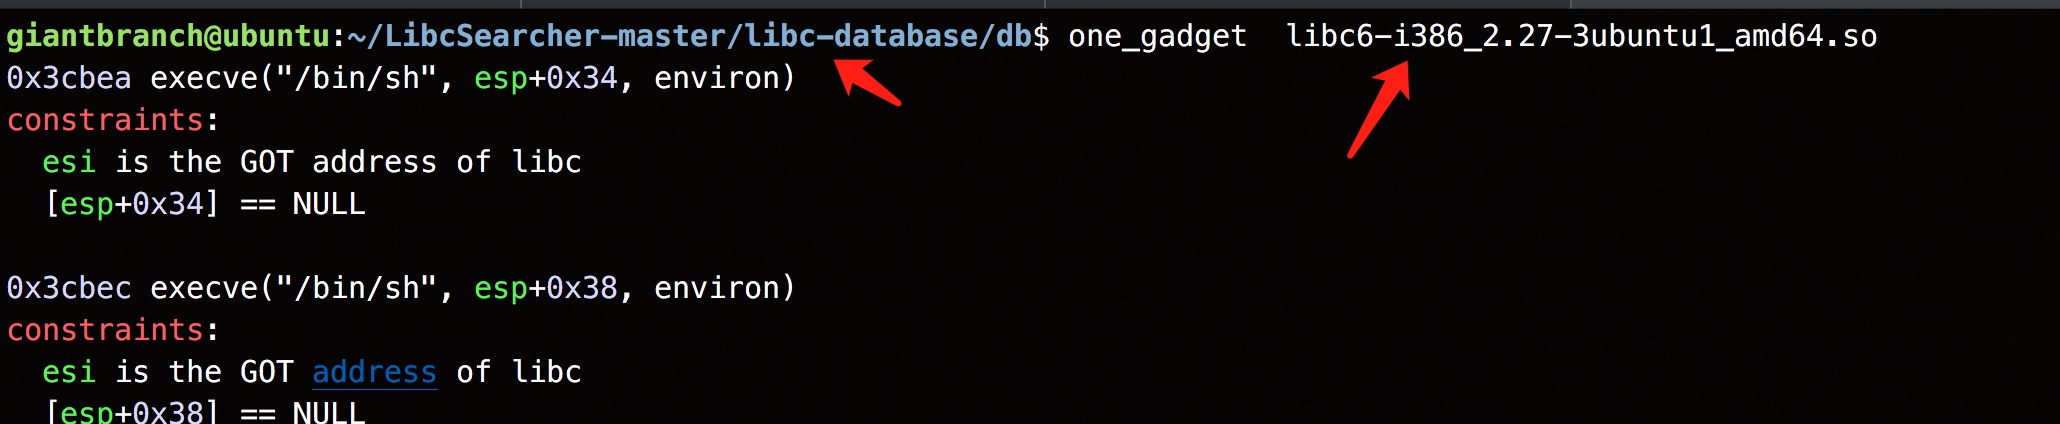 giantbranch@ubuntu:~/LibcSearcher-master/libc-database/db$ one_gadget  libc6-i386_2.27-3ubuntu1_amd64.so
0x3cbea execve("/bin/sh", esp+0x34, environ)
constraints:
  esi is the GOT address of libc
  [esp+0x34] == NULL

0x3cbec execve("/bin/sh", esp+0x38, environ)
constraints:
  esi is the GOT address of libc
  [esp+0x38] == NULL